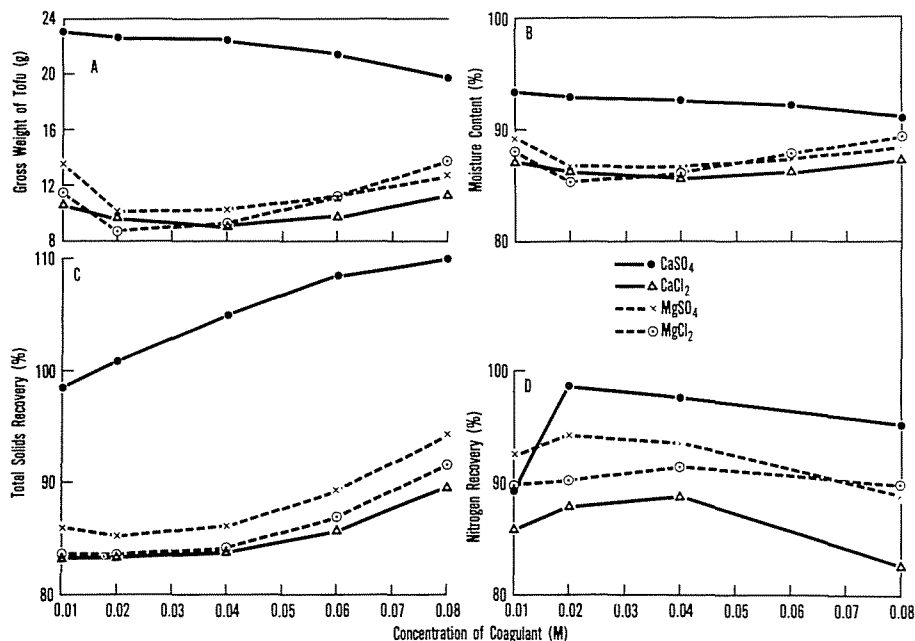 24
20
16
12
8
Gross Weight of Tofu (g)
A
100
90
80
Moisture Content (%)
B
CaSO4
CaCl2
MgSO4
MgCl2
110
100
90
80
Total Solids Recovery (%)
C
100
90
80
Nitrogen Recovery (%)
D
0.01 0.02 0.03 0.04 0.05 0.06 0.07 0.08
0.01 0.02 0.03 0.04 0.05 0.06 0.07 0.08
Concentration of Coagulant (M)